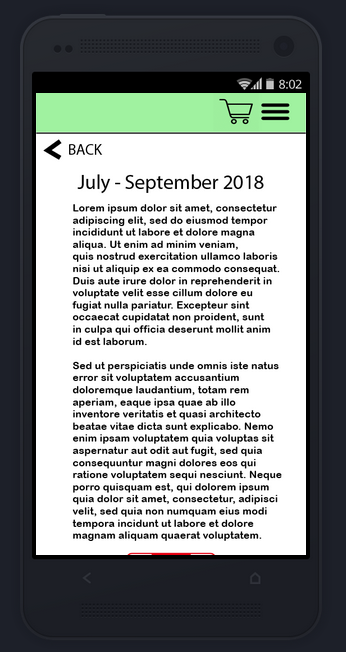 8:02
BACK
July - September 2018
Lorem ipsum dolor sit amet, consectetur
adipiscing elit, sed do eiusmod tempor
incididunt ut labore et dolore magna
aliqua. Ut enim ad minim veniam,
quis nostrud exercitation ullamco laboris
nisi ut aliquip ex ea commodo consequat.
Duis aute irure dolor in reprehenderit in
voluptate velit esse cillum dolore eu
fugiat nulla pariatur. Excepteur sint
occaecat cupidatat non proident, sunt
in culpa qui officia deserunt mollit anim
id est laborum.
Sed ut perspiciatis unde omnis iste natus
error sit voluptatem accusantium
doloremque laudantium, totam rem
aperiam, eaque ipsa quae ab illo
inventore veritatis et quasi architecto
beatae vitae dicta sunt explicabo. Nemo
enim ipsam voluptatem quia voluptas sit
aspernatur aut odit aut fugit, sed quia
consequuntur magni dolores eos qui
ratione voluptatem sequi nesciunt. Neque
porro quisquam est, qui dolorem ipsum
quia dolor sit amet, consectetur, adipisci
velit, sed quia non numquam eius modi
tempora incidunt ut labore et dolore
magnam aliquam quaerat voluptatem.